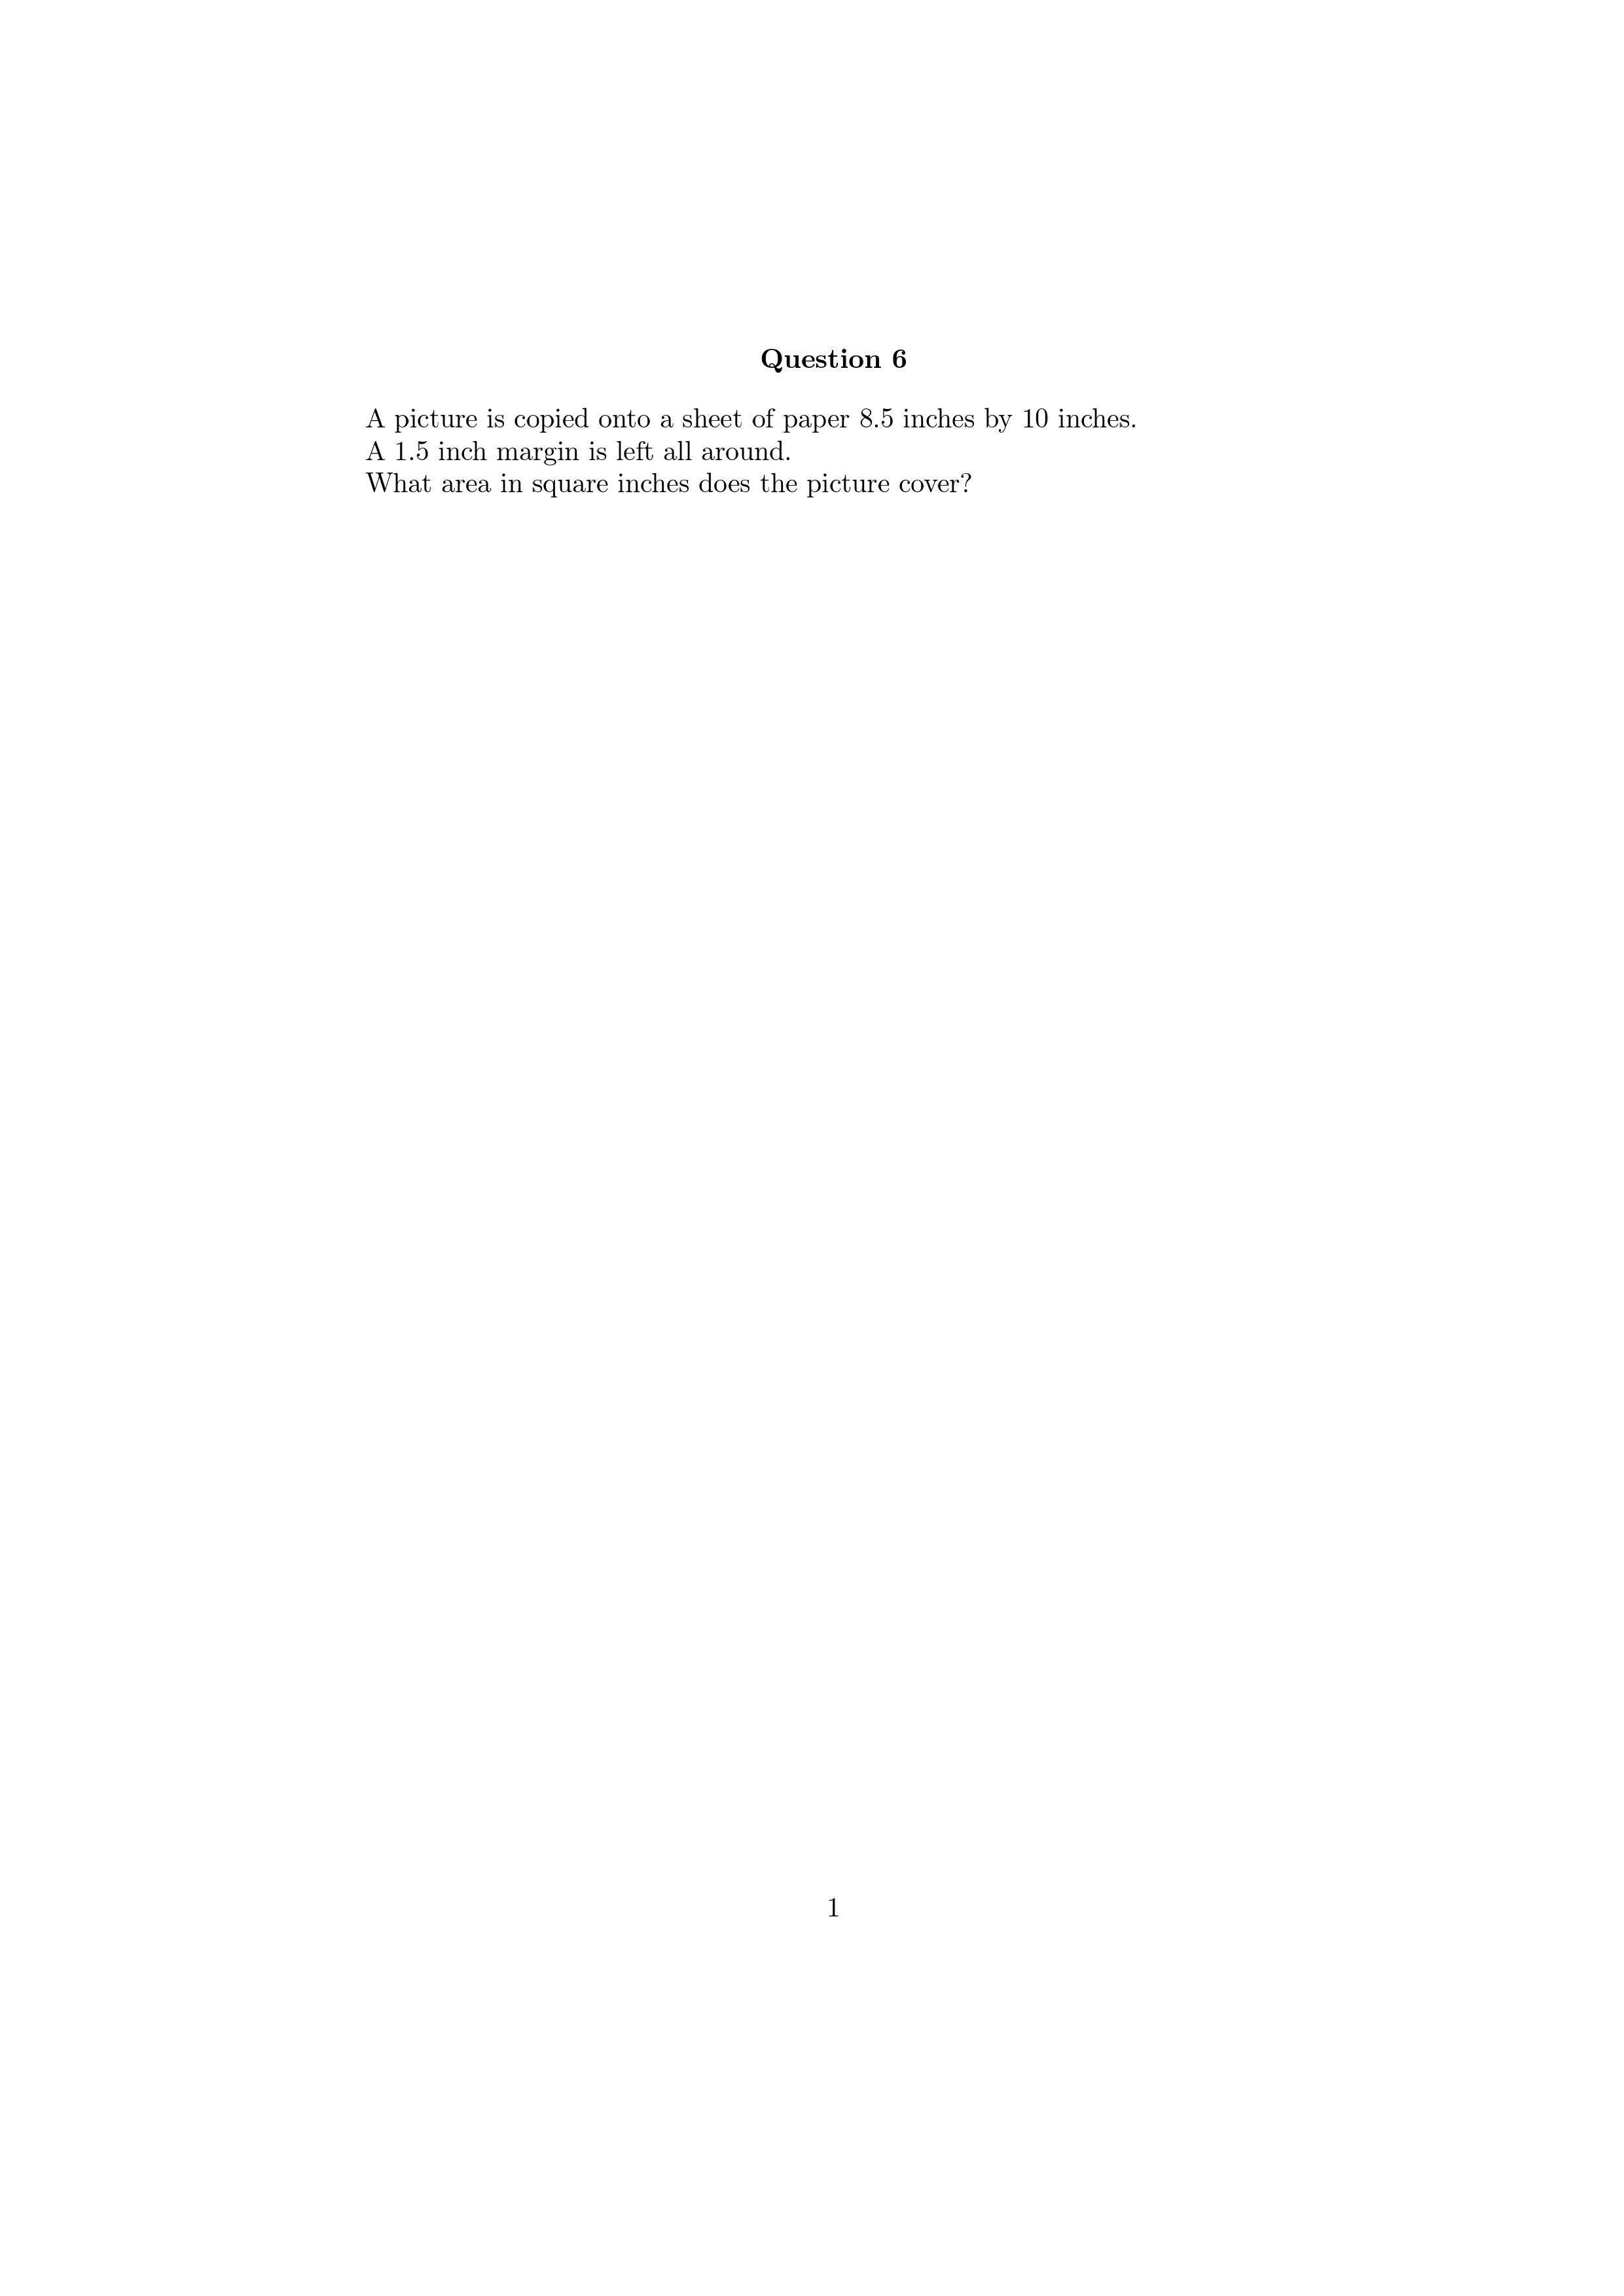 Question 6
A picture is copied onto a sheet of paper 8.5 inches by 10 inches.
A 1.5 inch margin is left all around.
What area in square inches does the picture cover?
1